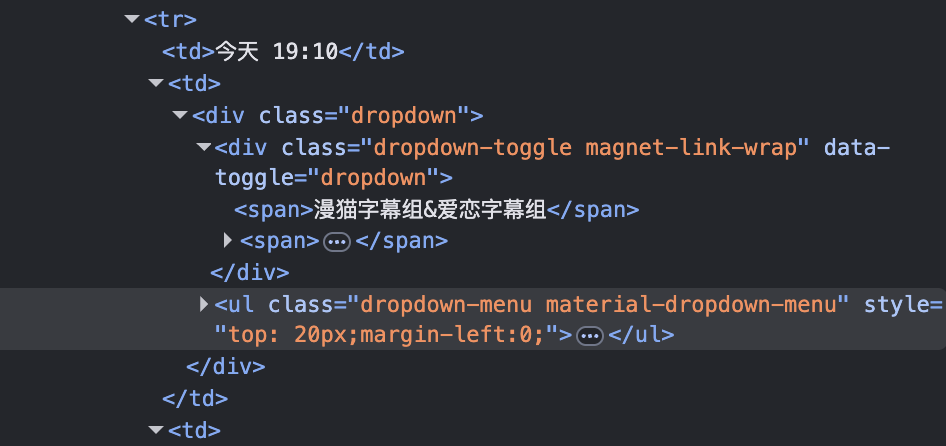 <tr>
<td>今天 19:10</td>
<td>
<div class="dropdown">
<div class="dropdown-toggle magnet-link-wrap" data-
toggle="dropdown">
<span>漫猫字幕组&爱恋字幕组</span>
<span>…</span>
</div>
<ul class="dropdown-menu material-dropdown-menu" style=
"top: 20px;margin-left:0;">…</ul>
</div>
</td>
<td>